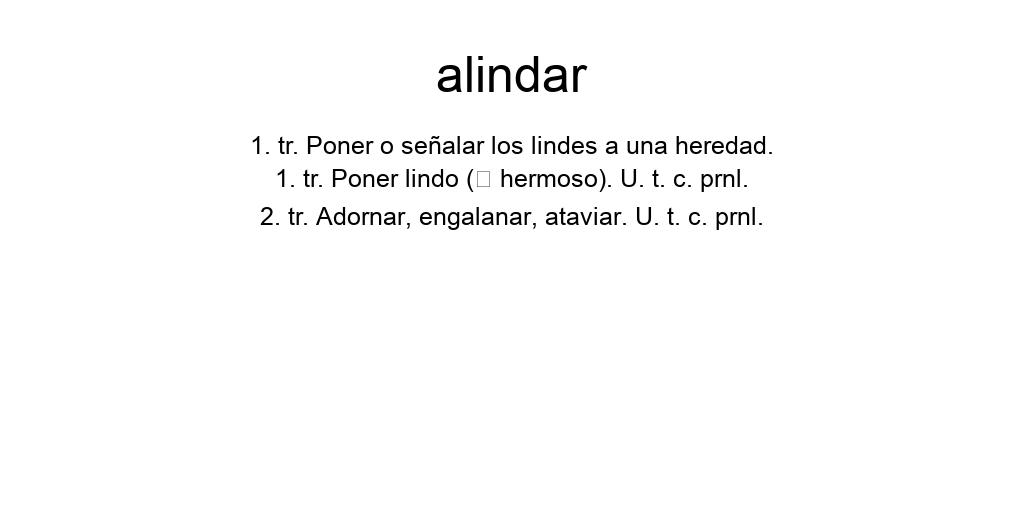 alindar
1. tr. Poner o señalar los lindes a una heredad.
1. tr. Poner lindo (□ hermoso). U. t. c. prnl.
2. tr. Adornar, engalanar, ataviar. U. t. c. prnl.